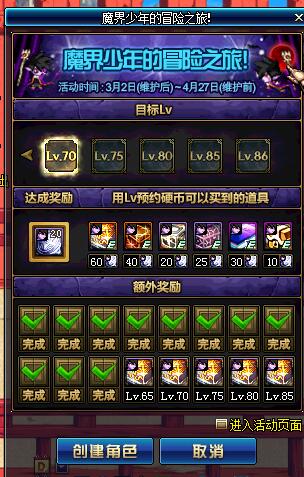 魔界少年的冒险之旅!
魔界少年的冒险之旅!
活动时间：3月2日(维护后)~4月27日(维护前)
目标Lv
Lv.70 Lv.75 Lv.80 Lv.85 Lv.86
达成奖励 用Lv预约硬币可以买到的道具
20
60 40 20 25 30 10
额外奖励
完成 完成 完成 完成 完成 完成 完成
完成 完成 完成 Lv.65 Lv.70 Lv.75 Lv.80 Lv.85
进入活动页面
创建角色 取消
D